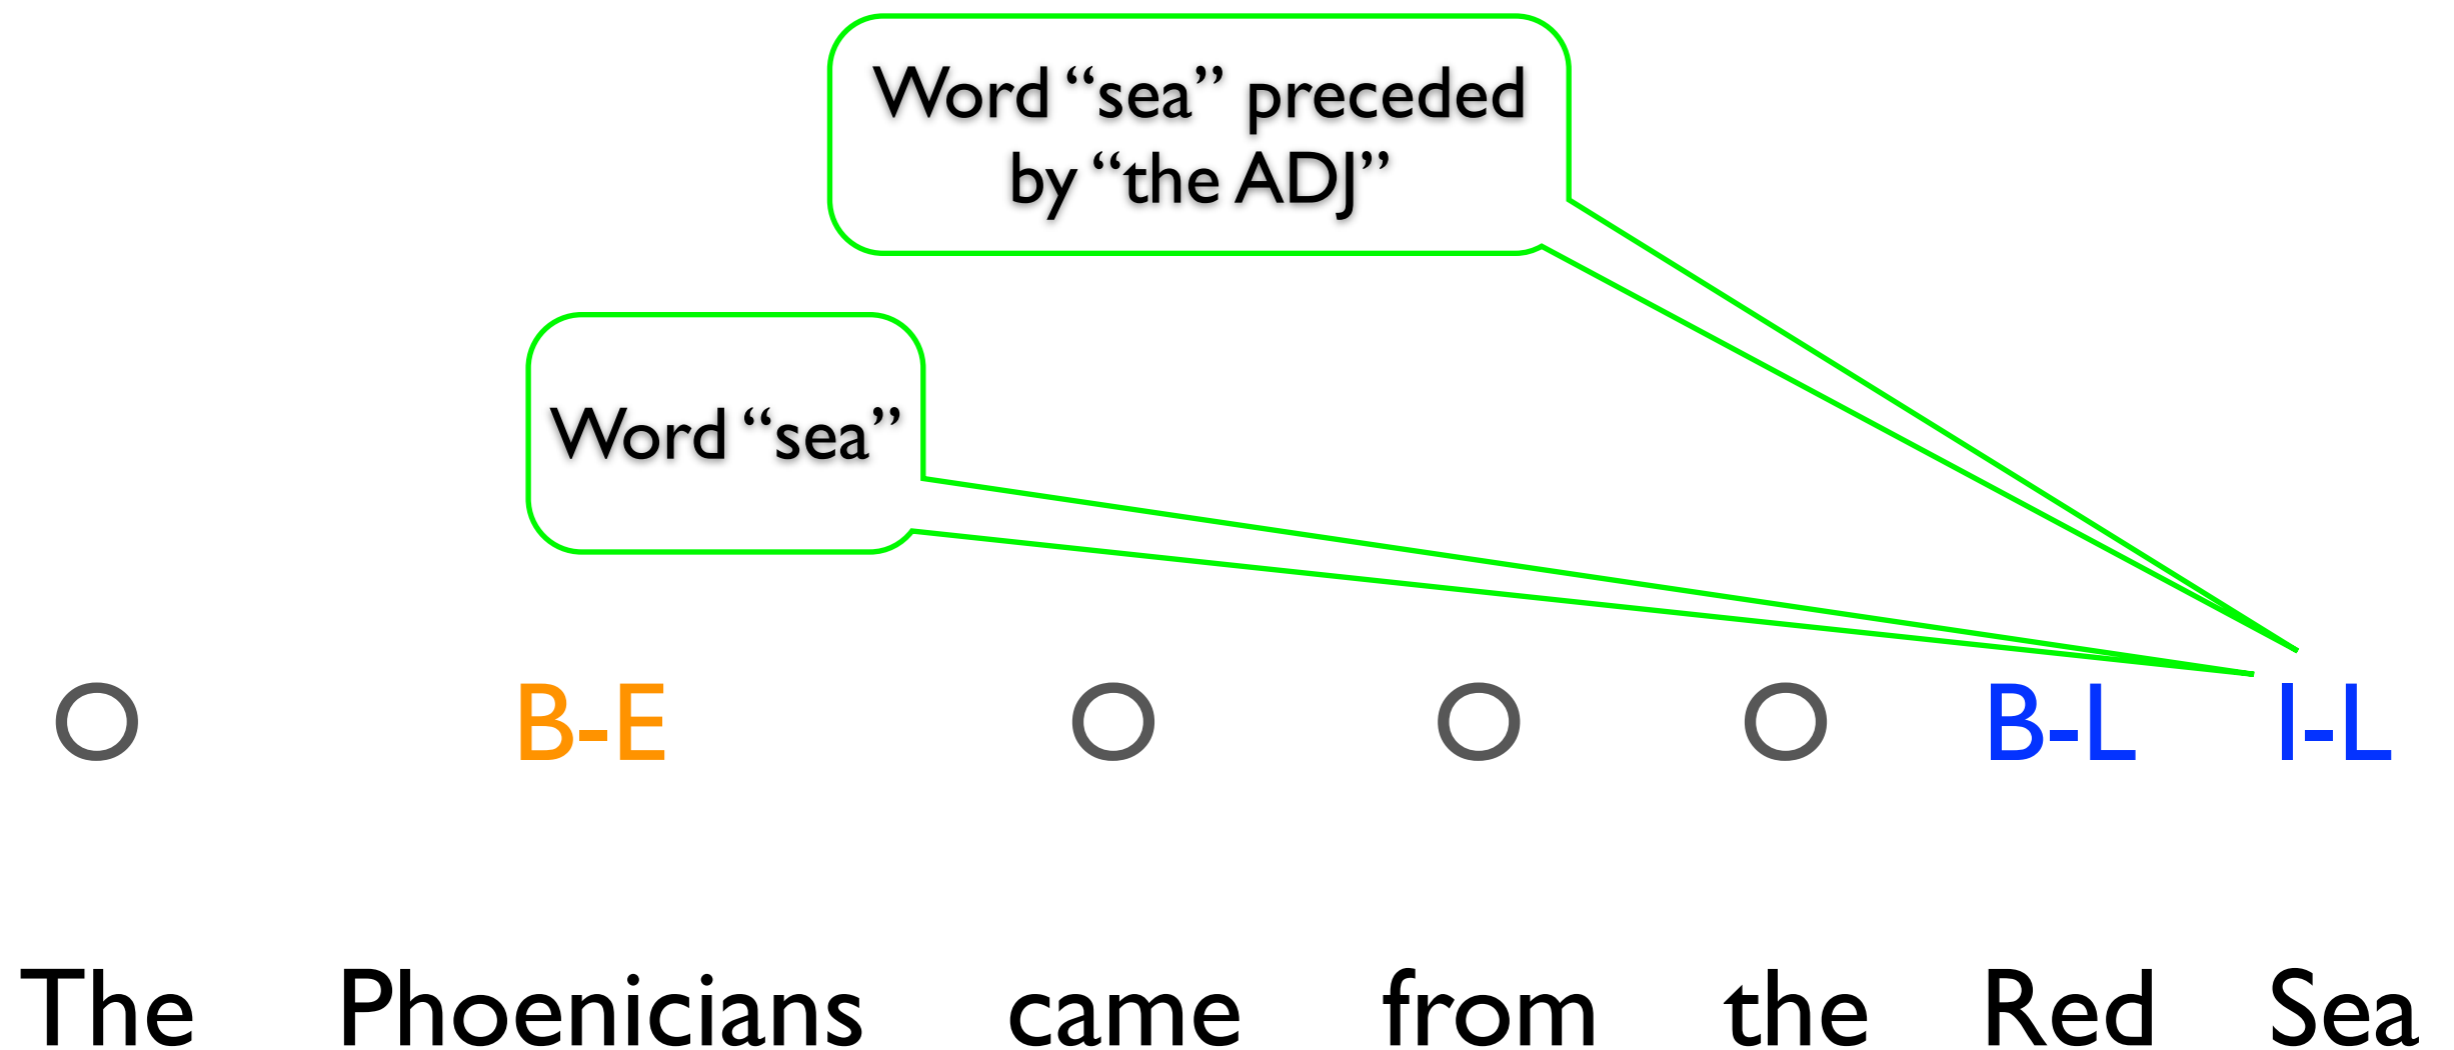 Word “sea” preceded
by “the ADJ”
Word “sea”
O B-E O O O B-L I-L
The Phoenicians came from the Red Sea